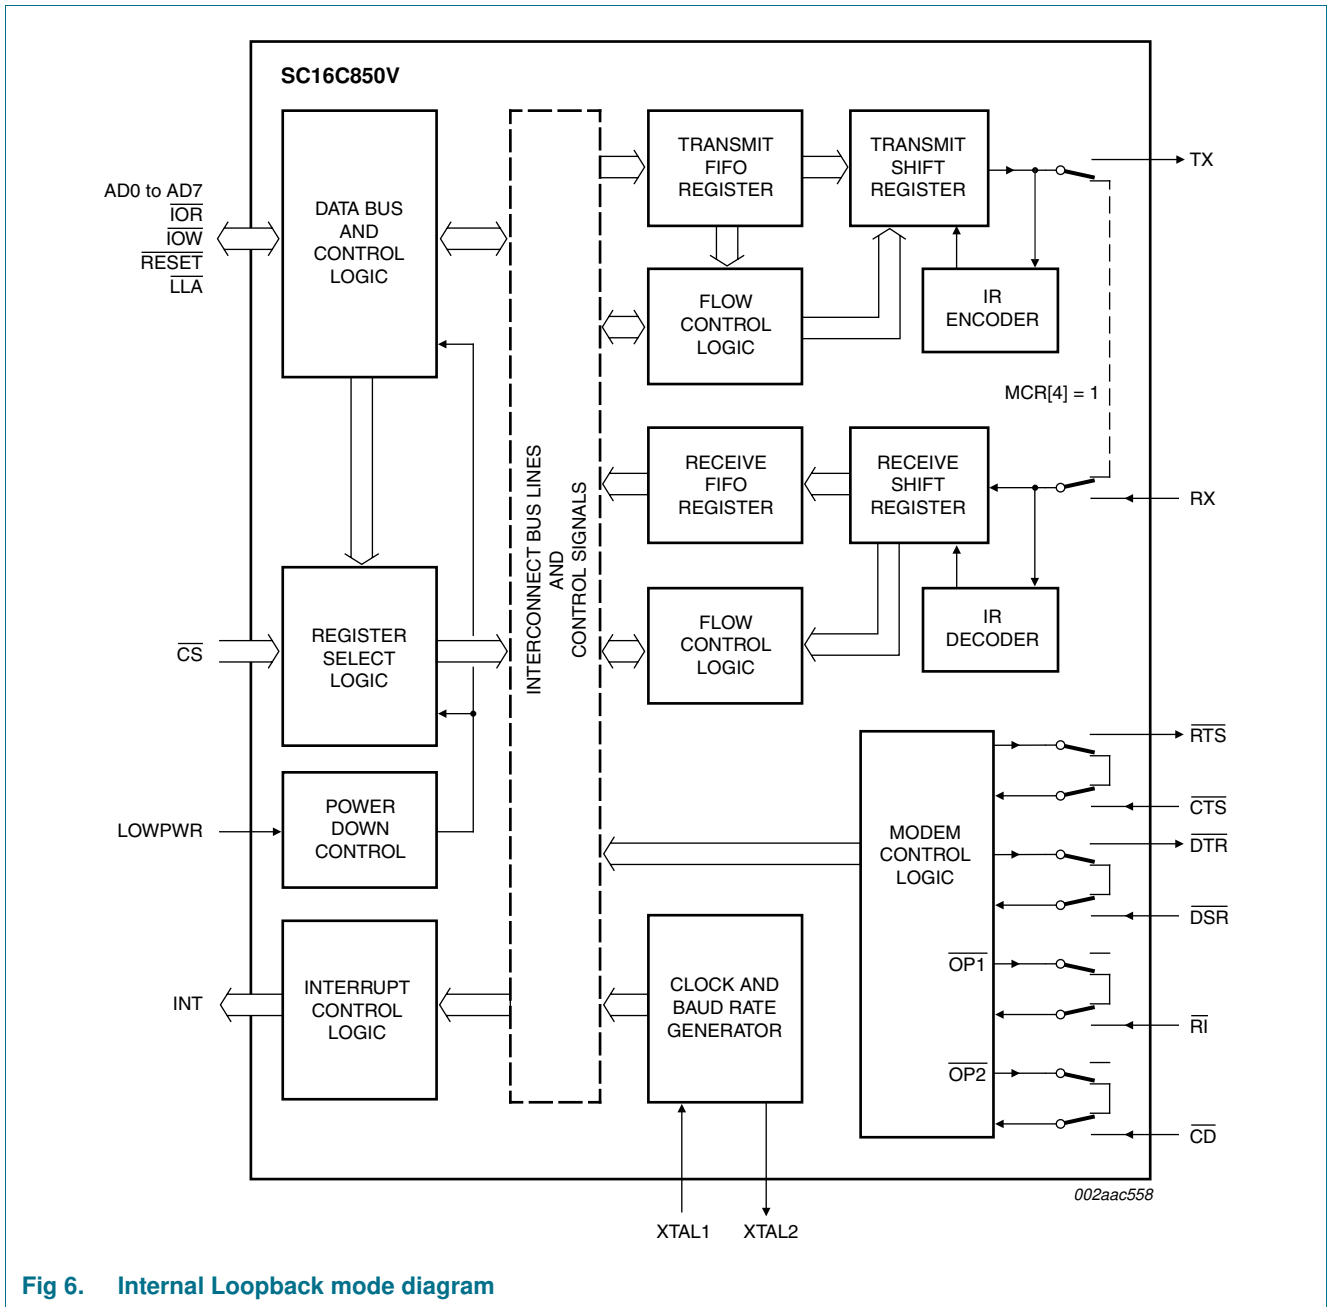 SC16C850V
AD0 to AD7
IOR
IOW
RESET
LLA
DATA BUS
AND
CONTROL
LOGIC
TRANSMIT
FIFO
REGISTER
TRANSMIT
SHIFT
REGISTER
TX
FLOW
CONTROL
LOGIC
IR
ENCODER
MCR[4] = 1
INTERCONNECT BUS LINES
AND
CONTROL SIGNALS
RECEIVE
FIFO
REGISTER
RECEIVE
SHIFT
REGISTER
RX
CS
REGISTER
SELECT
LOGIC
FLOW
CONTROL
LOGIC
IR
DECODER
LOWPWR
POWER
DOWN
CONTROL
MODEM
CONTROL
LOGIC
RTS
CTS
DTR
DSR
OP1
RI
OP2
CD
INT
INTERRUPT
CONTROL
LOGIC
CLOCK AND
BAUD RATE
GENERATOR
XTAL1
XTAL2
002aac558
Fig 6. Internal Loopback mode diagram